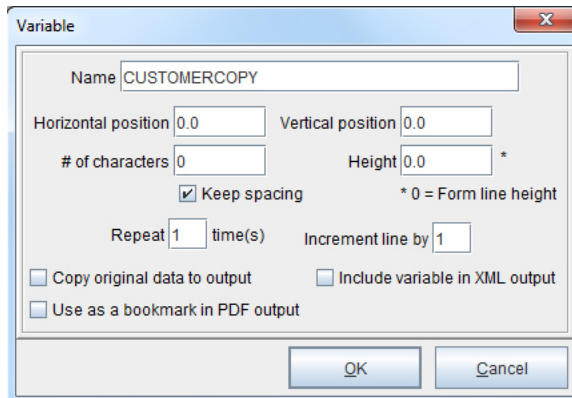 Variable
Name CUSTOMERCOPY
Horizontal position 0.0 Vertical position 0.0
# of characters 0 Height 0.0 *
Keep spacing * 0 = Form line height
Repeat 1 time(s) Increment line by 1
Copy original data to output Include variable in XML output
Use as a bookmark in PDF output
OK Cancel